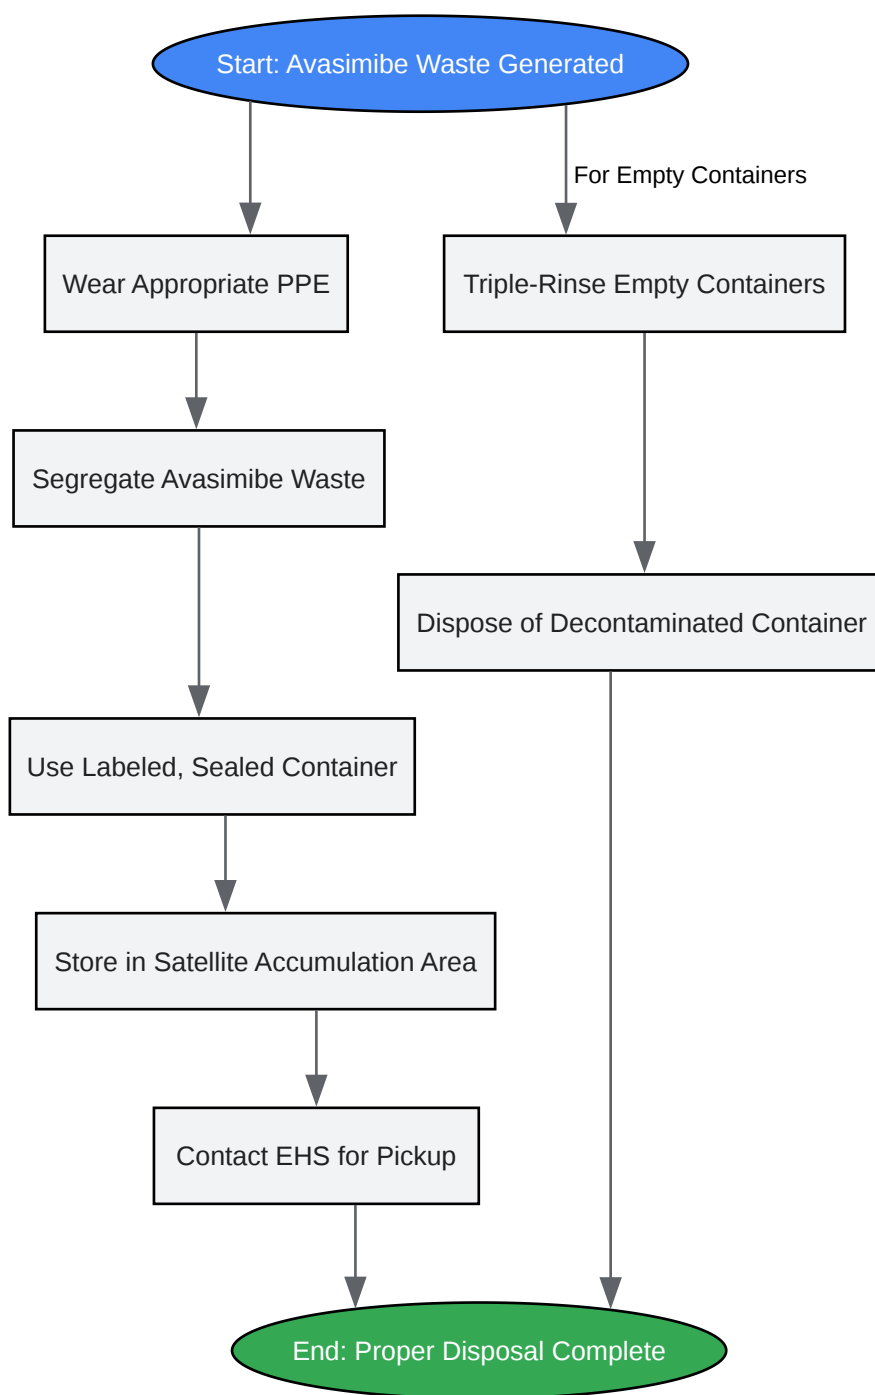 Start: Avasimibe Waste Generated
For Empty Containers
Wear Appropriate PPE
Triple-Rinse Empty Containers
Segregate Avasimibe Waste
Dispose of Decontaminated Container
Use Labeled, Sealed Container
Store in Satellite Accumulation Area
Contact EHS for Pickup
End: Proper Disposal Complete